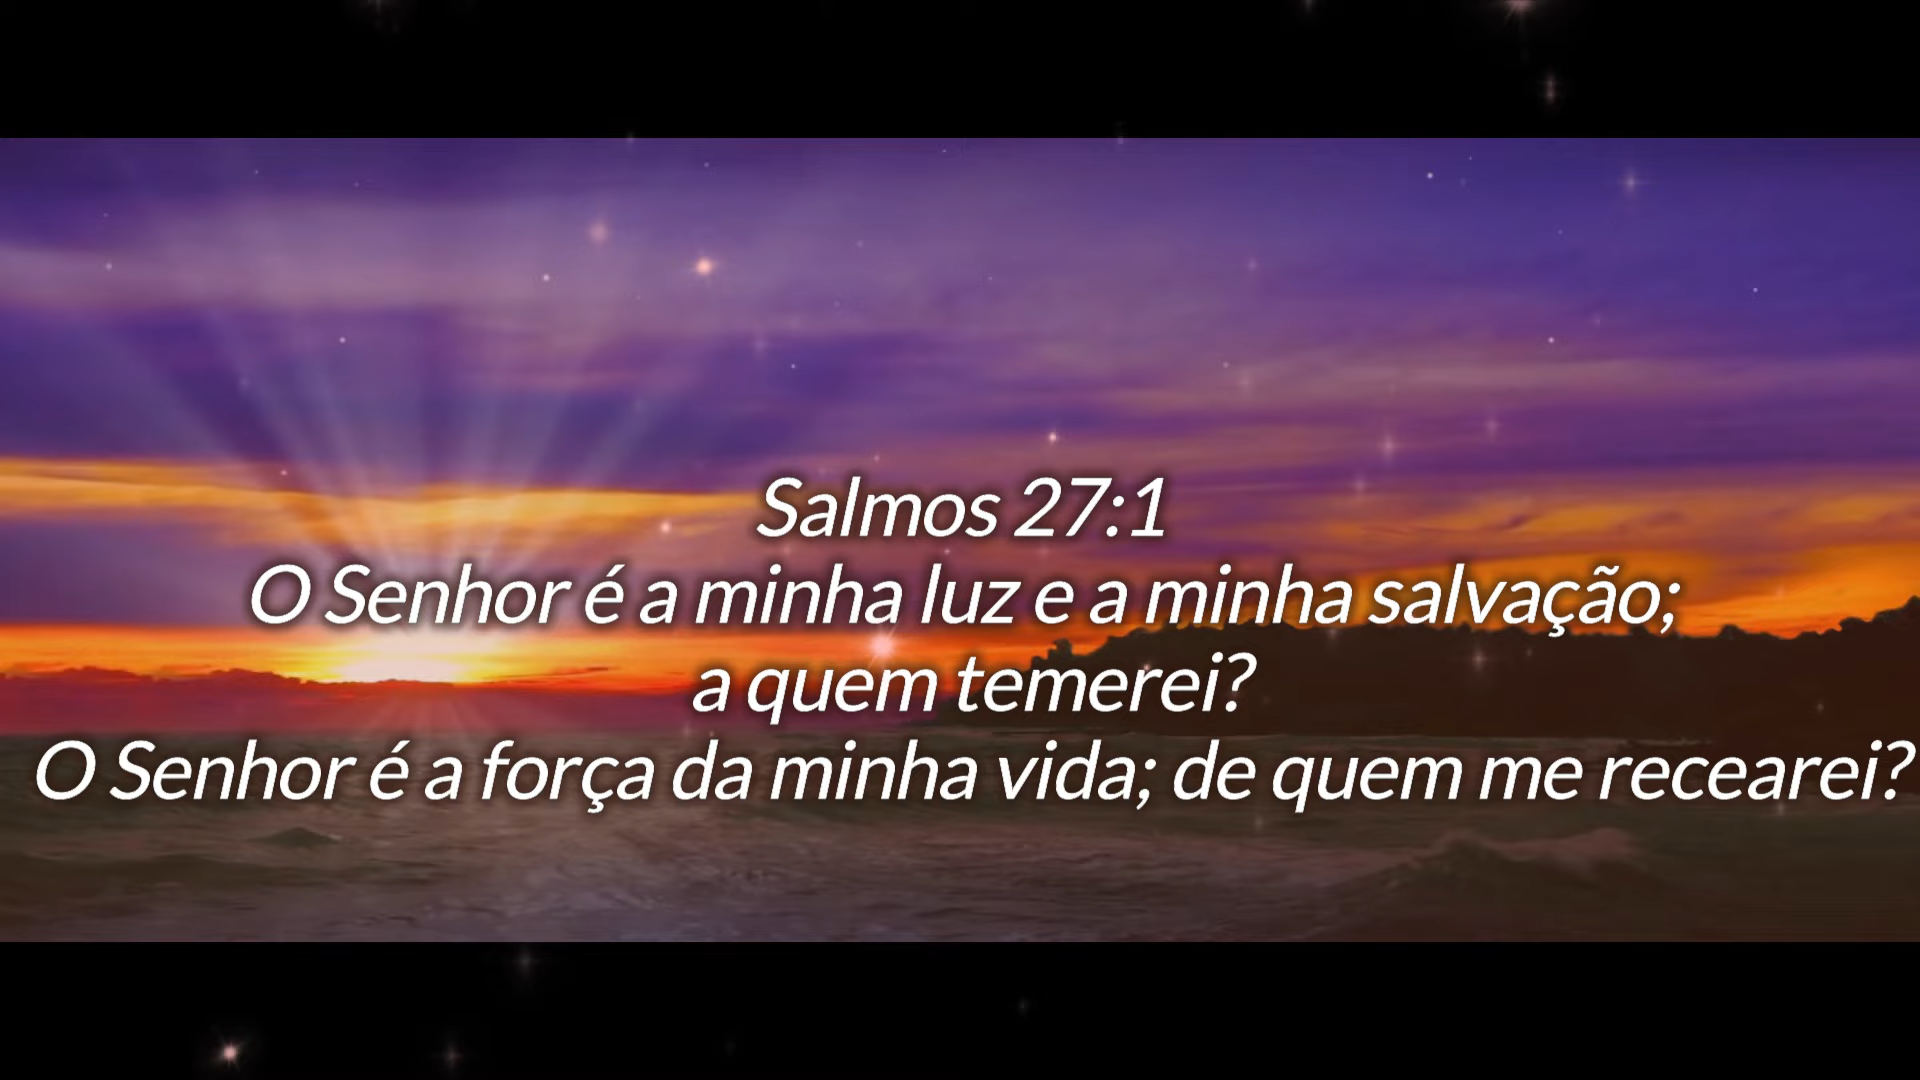 Salmos 27:1
O Senhor é a minha luz e a minha salvação;
a quem temerei?
O Senhor é a força da minha vida; de quem me recearei?